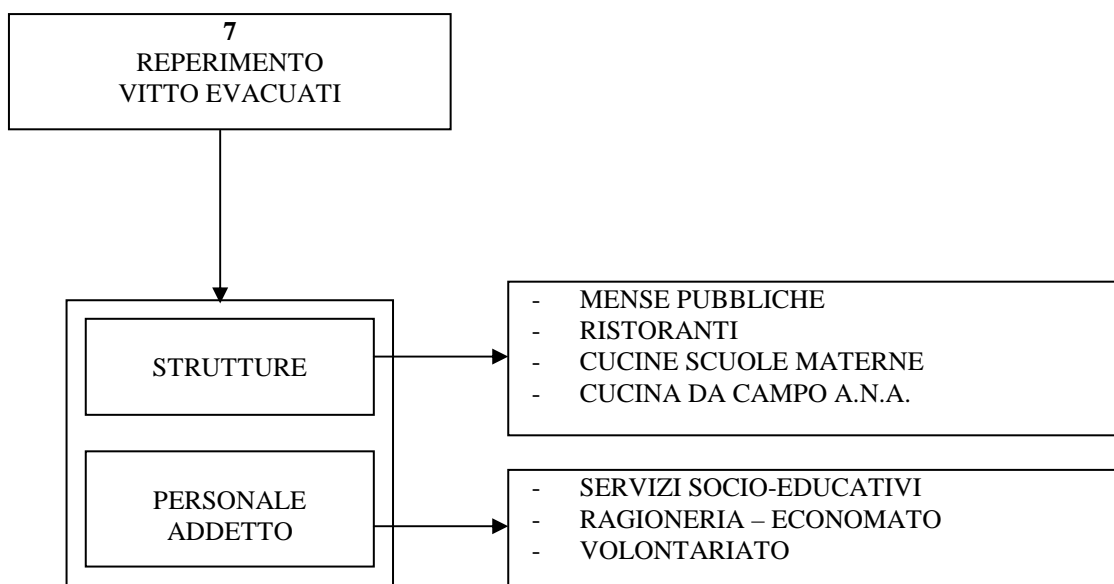 7
REPERIMENTO
VITTO EVACUATI
STRUTTURE
- MENSE PUBBLICHE
- RISTORANTI
- CUCINE SCUOLE MATERNE
- CUCINA DA CAMPO A.N.A.
PERSONALE
ADDETTO
- SERVIZI SOCIO-EDUCATIVI
- RAGIONERIA – ECONOMATO
- VOLONTARIATO